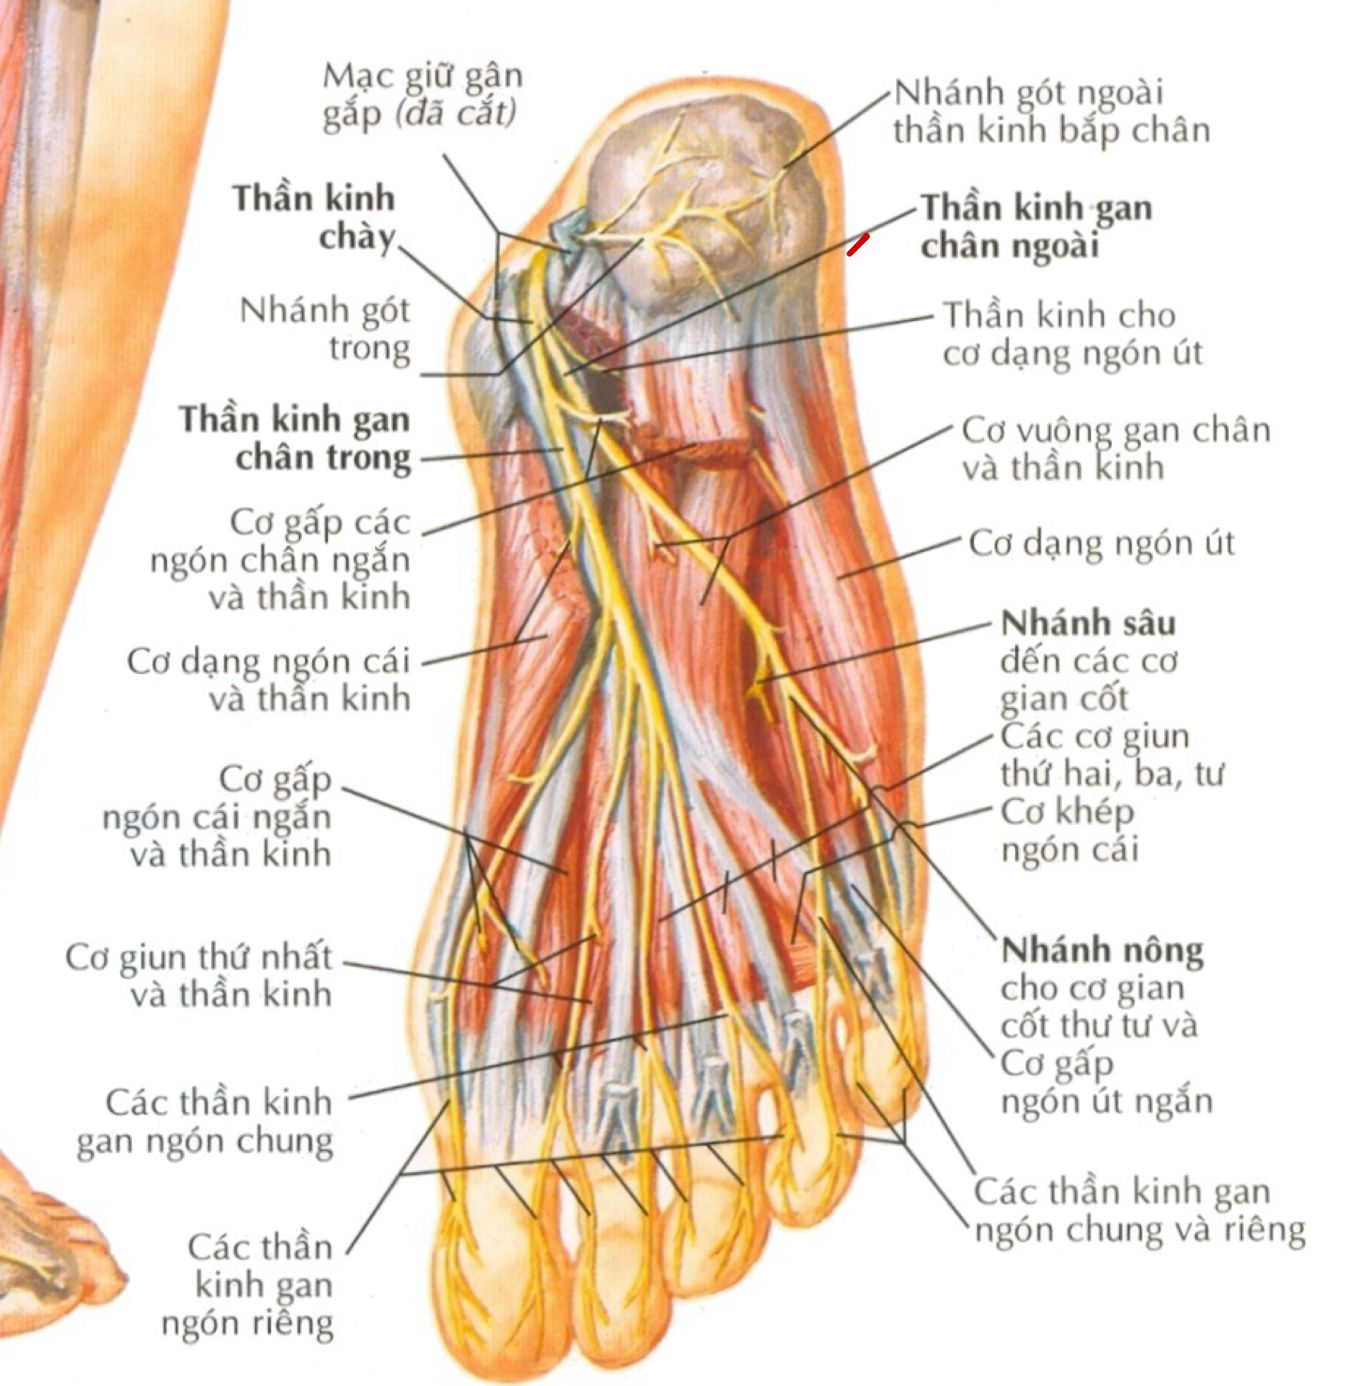 Mạc giữ gân
gắp (đã cắt)
Thần kinh
chày
Nhánh gót
trong
Thần kinh gan
chân trong
Cơ gấp các
ngón chân ngắn
và thần kinh
Cơ dạng ngón cái
và thần kinh
Cơ gấp
ngón cái ngắn
và thần kinh
Cơ giun thứ nhất
và thần kinh
Các thần kinh
gan ngón chung
Các thần
kinh gan
ngón riêng
Nhánh gót ngoài
thần kinh bắp chân
Thần kinh gan
chân ngoài
Thần kinh cho
cơ dạng ngón út
Cơ vuông gan chân
và thần kinh
Cơ dạng ngón út
Nhánh sâu
đến các cơ
gian cốt
Các cơ giun
thứ hai, ba, tư
Cơ khép
ngón cái
Nhánh nông
cho cơ gian
cốt thư tư và
Cơ gấp
ngón út ngắn
Các thần kinh gan
ngón chung và riêng